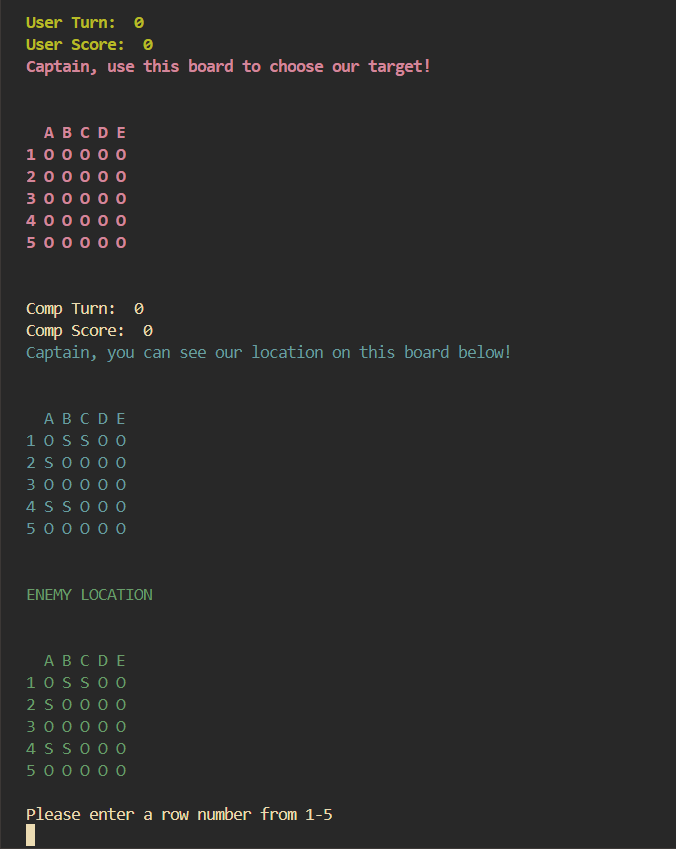 User Turn:  0
User Score:  0
Captain, use this board to choose our target!
  A B C D E
1 O O O O O
2 O O O O O
3 O O O O O
4 O O O O O
5 O O O O O
Comp Turn:  0
Comp Score:  0
Captain, you can see our location on this board below!
  A B C D E
1 O S S O O
2 S O O O O
3 O O O O O
4 S S O O O
5 O O O O O
ENEMY LOCATION
  A B C D E
1 O S S O O
2 S O O O O
3 O O O O O
4 S S O O O
5 O O O O O
Please enter a row number from 1-5